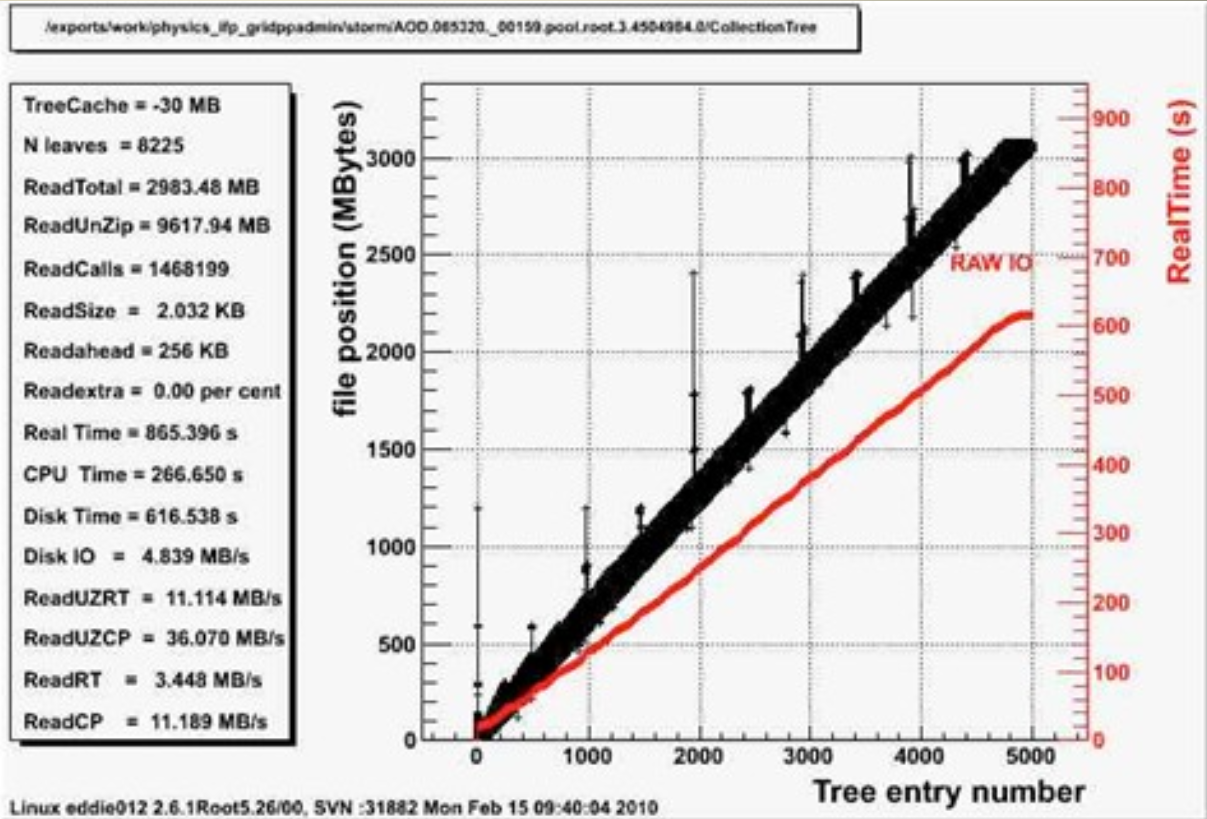 /exports/work/physics_ifp_gridppadmin/storm/AOD.065320._00159.pool.root.3.4504984.0/CollectionTree
TreeCache = -30 MB
N leaves = 8225
ReadTotal = 2983.48 MB
ReadUnZip = 9617.94 MB
ReadCalls = 1468199
ReadSize = 2.032 KB
Readahead = 256 KB
Readextra = 0.00 per cent
Real Time = 865.396 s
CPU Time = 266.650 s
Disk Time = 616.538 s
Disk IO = 4.839 MB/s
ReadUZRT = 11.114 MB/s
ReadUZCP = 36.070 MB/s
ReadRT = 3.448 MB/s
ReadCP = 11.189 MB/s
file position (MBytes)
3000
2500
2000
1500
1000
500
0
RAW IO
900
800
700
600
500
400
300
200
100
0
RealTime (s)
0 1000 2000 3000 4000 5000
Tree entry number
Linux eddie012 2.6.1Root5.26/00, SVN :31882 Mon Feb 15 09:40:04 2010